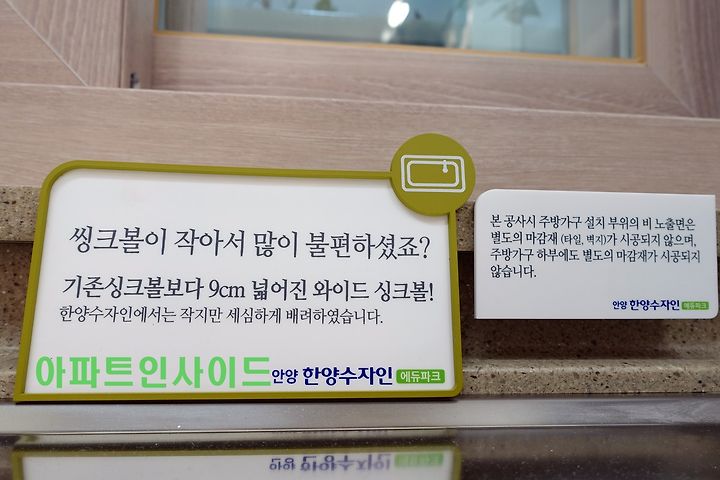 씽크볼이 작아서 많이 불편하셨죠?
기존싱크볼보다 9cm 넓어진 와이드 싱크볼!
한양수자인에서는 작지만 세심하게 배려하였습니다.
아파트인사이드
안양 한양수자인 에듀파크
본 공사시 주방가구 설치 부위의 비 노출면은
별도의 마감재 (타일, 벽지)가 시공되지 않으며,
주방가구 하부에도 별도의 마감재가 시공되지
않습니다.
안양 한양수자인 에듀파크